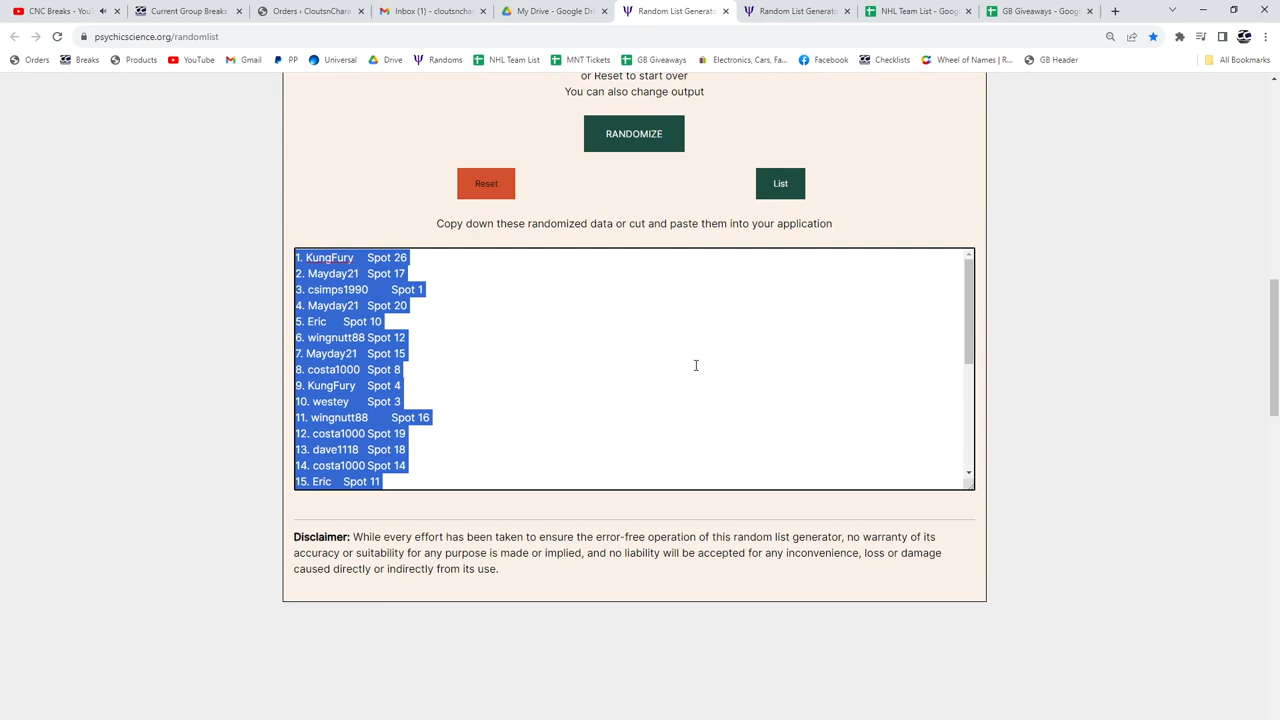 CNC Breaks - YouT
Current Group Breaks
Orders < CloutsnChara
Inbox (1) - cloutsnchar
My Drive - Google Dri
Random List Generato
Random List Generato
NHL Team List - Goog
GB Giveaways - Goog
psychicscience.org/randomlist
Orders
Breaks
Products
YouTube
Gmail
PP
Universal
Drive
Randoms
NHL Team List
MNT Tickets
GB Giveaways
Electronics, Cars, Fa...
Facebook
Checklists
Wheel of Names | R...
GB Header
All Bookmarks
or Reset to start over
You can also change output
RANDOMIZE
Reset
List
Copy down these randomized data or cut and paste them into your application
1. KungFury Spot 26
2. Mayday21 Spot 17
3. csimps1990 Spot 1
4. Mayday21 Spot 20
5. Eric Spot 10
6. wingnutt88 Spot 12
7. Mayday21 Spot 15
8. costa1000 Spot 8
9. KungFury Spot 4
10. westey Spot 3
11. wingnutt88 Spot 16
12. costa1000 Spot 19
13. dave1118 Spot 18
14. costa1000 Spot 14
15. Eric Spot 11
Disclaimer: While every effort has been taken to ensure the error-free operation of this random list generator, no warranty of its
accuracy or suitability for any purpose is made or implied, and no liability will be accepted for any inconvenience, loss or damage
caused directly or indirectly from its use.